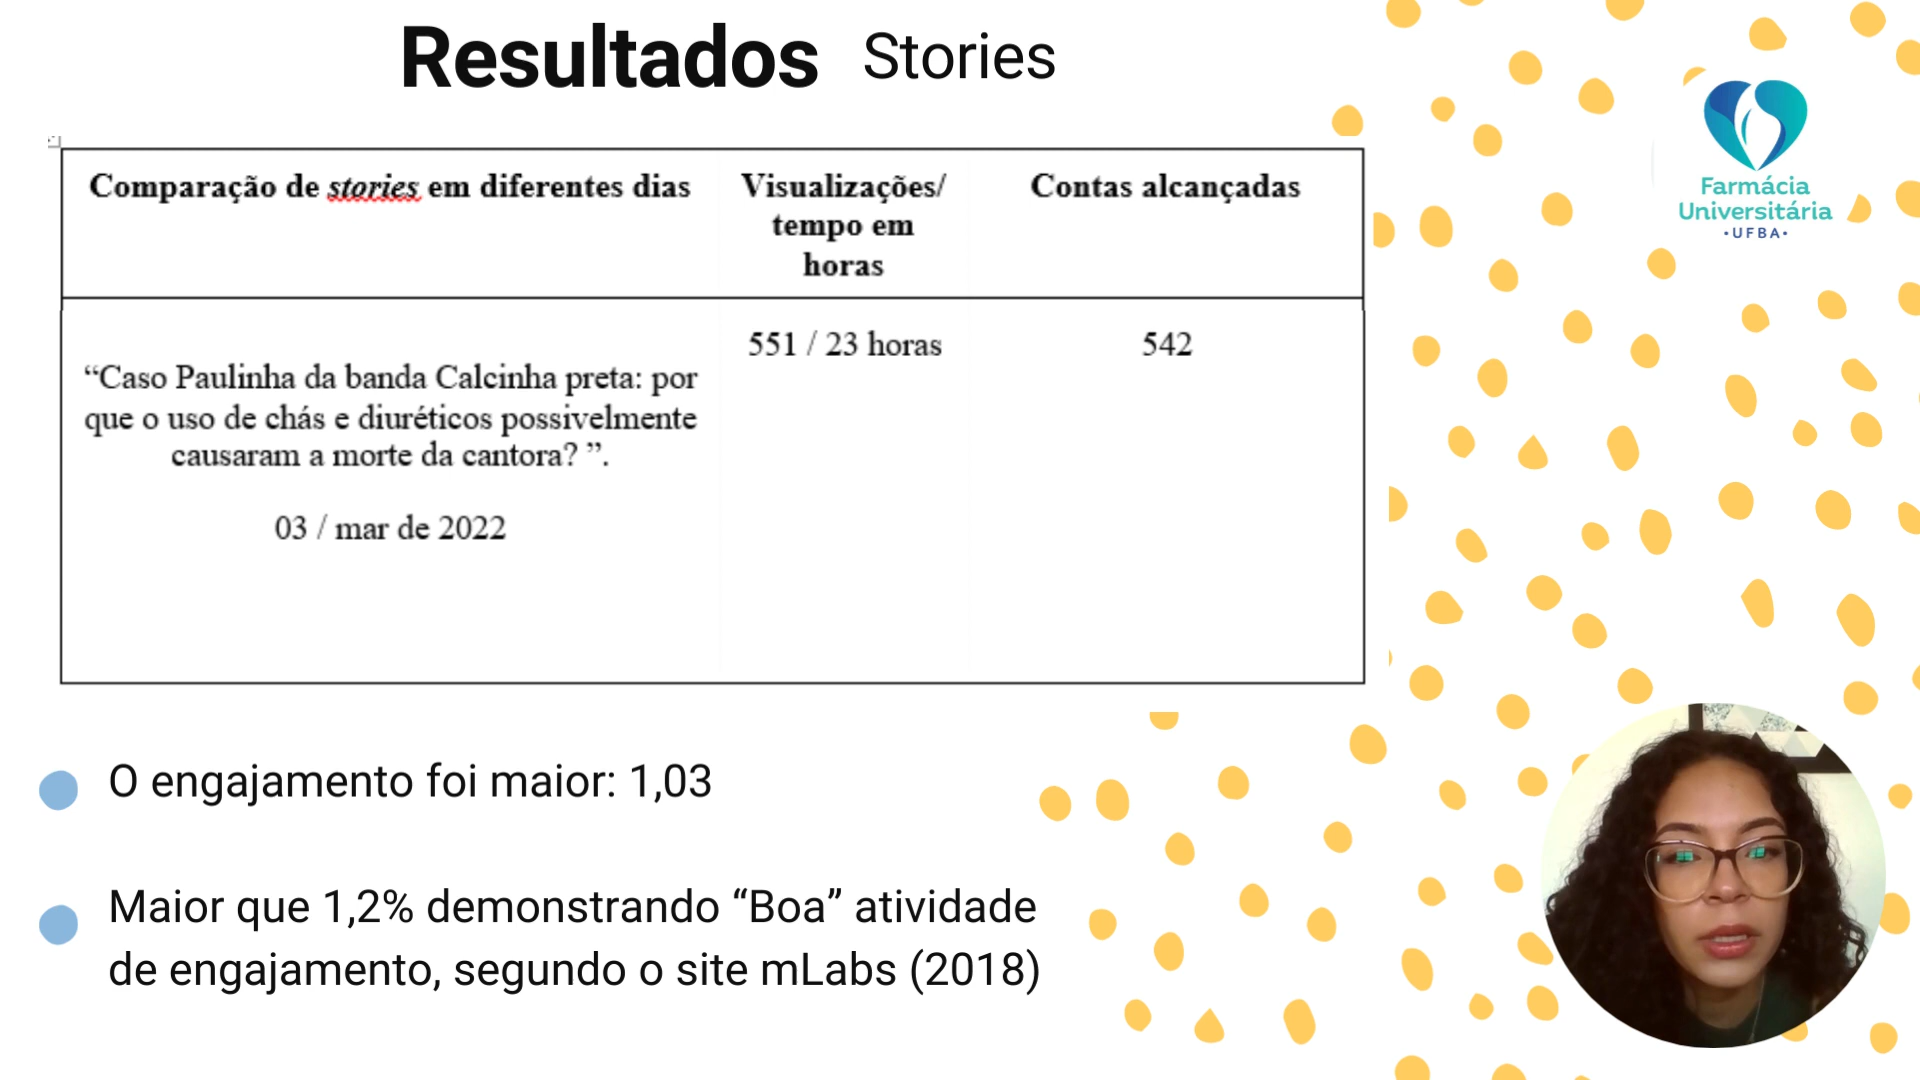 Resultados Stories
Farmácia
Universitária
·UFBA·
Comparação de stories em diferentes dias
Visualizações/
tempo em
horas
Contas alcançadas
“Caso Paulinha da banda Calcinha preta: por
que o uso de chás e diuréticos possivelmente
causaram a morte da cantora? ”.
03 / mar de 2022
551 / 23 horas
542
O engajamento foi maior: 1,03
Maior que 1,2% demonstrando “Boa” atividade
de engajamento, segundo o site mLabs (2018)